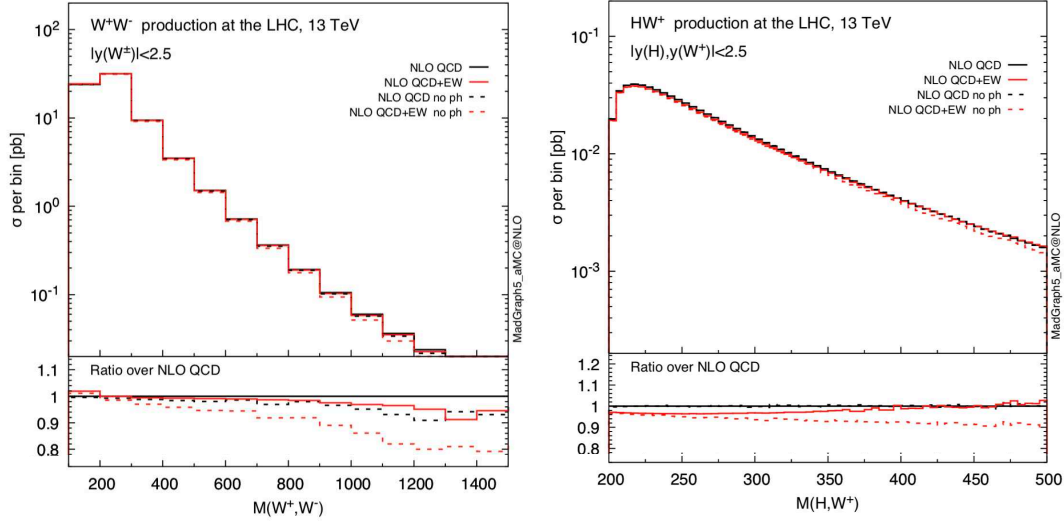 W⁺W⁻ production at the LHC, 13 TeV
|y(W±)|<2.5
NLO QCD
NLO QCD+EW
NLO QCD no ph
NLO QCD+EW no ph
σ per bin [pb]
10²
10¹
10⁰
10⁻¹
MadGraph5_aMC@NLO
Ratio over NLO QCD
1.1
1
0.9
0.8
200 400 600 800 1000 1200 1400
M(W⁺,W⁻)
HW⁺ production at the LHC, 13 TeV
|y(H),y(W⁺)|<2.5
NLO QCD
NLO QCD+EW
NLO QCD no ph
NLO QCD+EW no ph
σ per bin [pb]
10⁻¹
10⁻²
10⁻³
MadGraph5_aMC@NLO
Ratio over NLO QCD
1.2
1.1
1
0.9
0.8
200 250 300 350 400 450 500
M(H,W⁺)